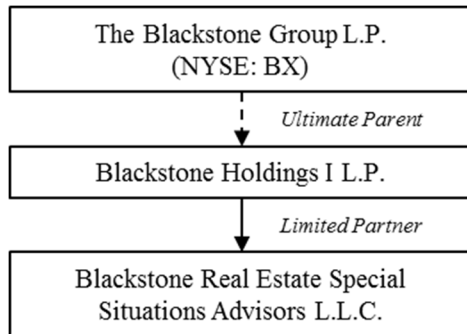 The Blackstone Group L.P.
(NYSE: BX)
Ultimate Parent
Blackstone Holdings I L.P.
Limited Partner
Blackstone Real Estate Special
Situations Advisors L.L.C.